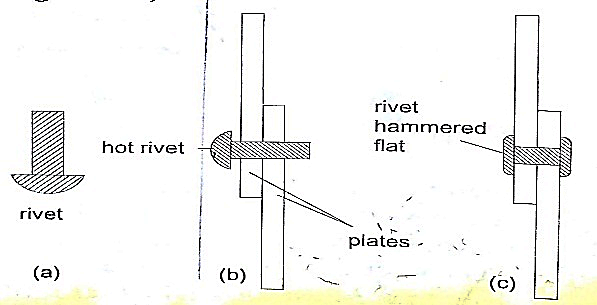 rivet
(a)
hot rivet
plates
(b)
rivet
hammered
flat
(c)